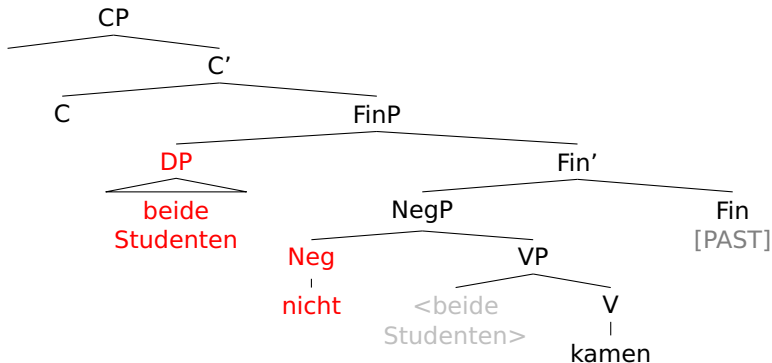 CP
C’
C
FinP
DP
Fin’
beide
Studenten
NegP
Fin
[PAST]
Neg
VP
nicht
<beide
Studenten>
V
kamen